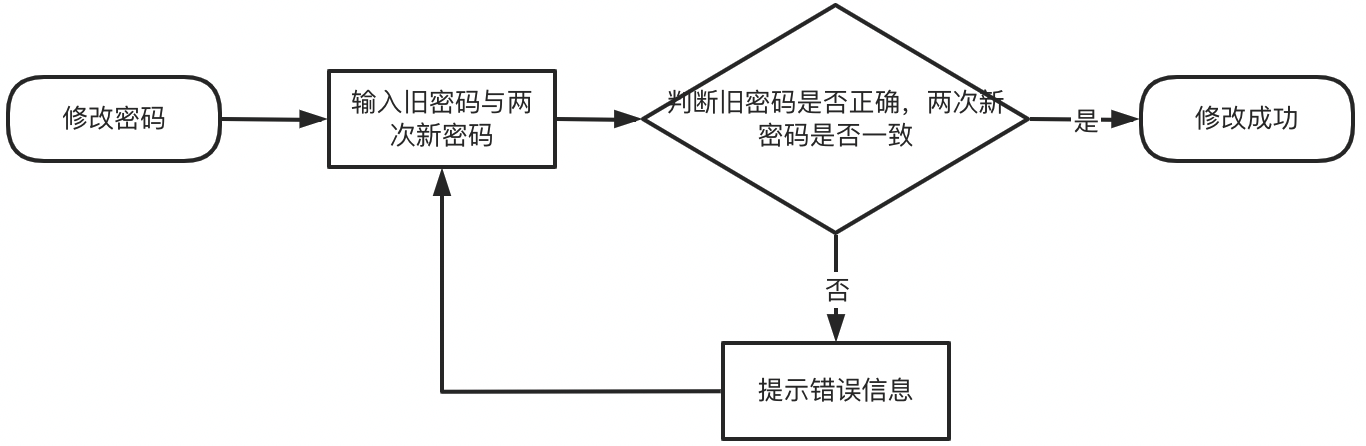 修改密码
输入旧密码与两
次新密码
判断旧密码是否正确，两次新
密码是否一致
是
修改成功
否
提示错误信息